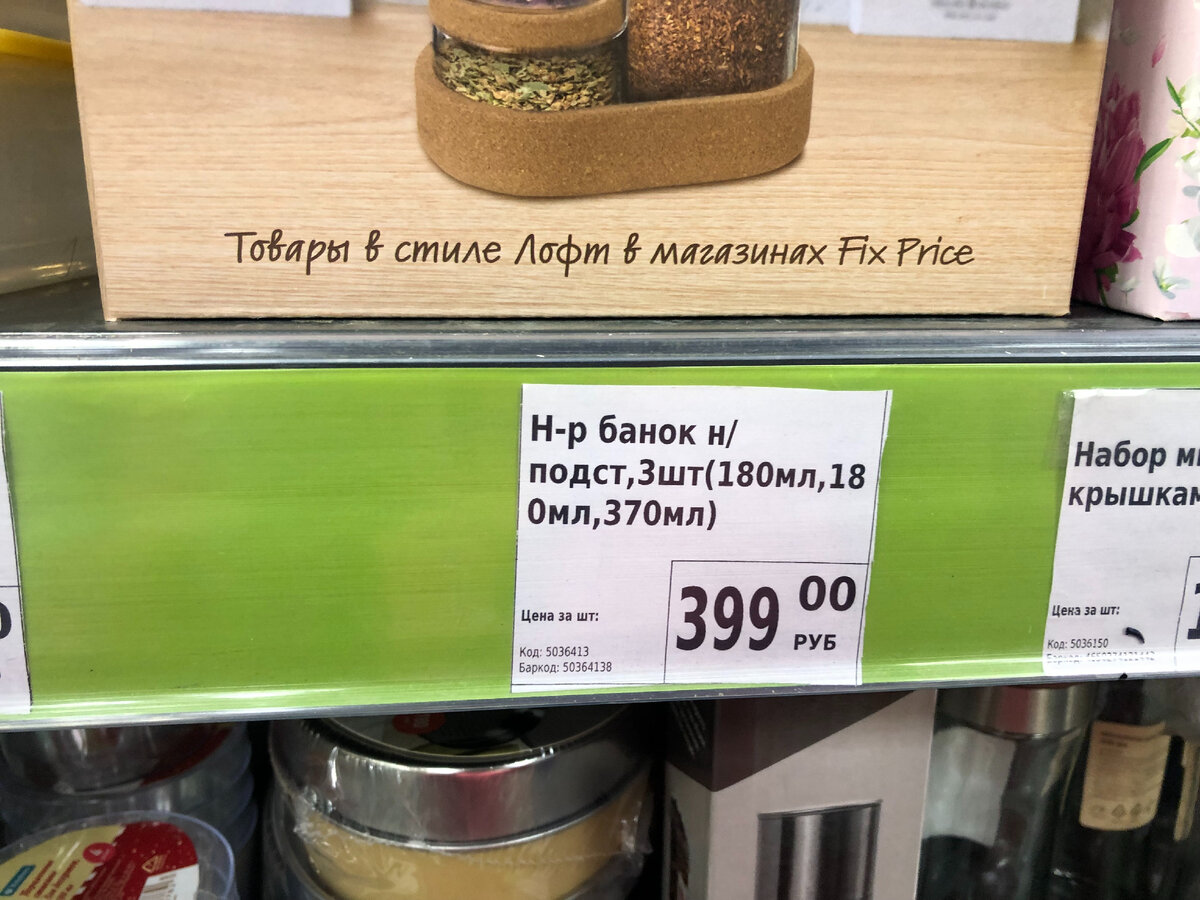 Товары в стиле Лофт в магазинах Fix Price
Н-р банок н/
подст,3шт(180мл,18
0мл,370мл)
Цена за шт:
399 00
РУБ
Код: 5036413
Баркод: 50364138
Набор
крышкам
Цена за шт:
Код: 5036150